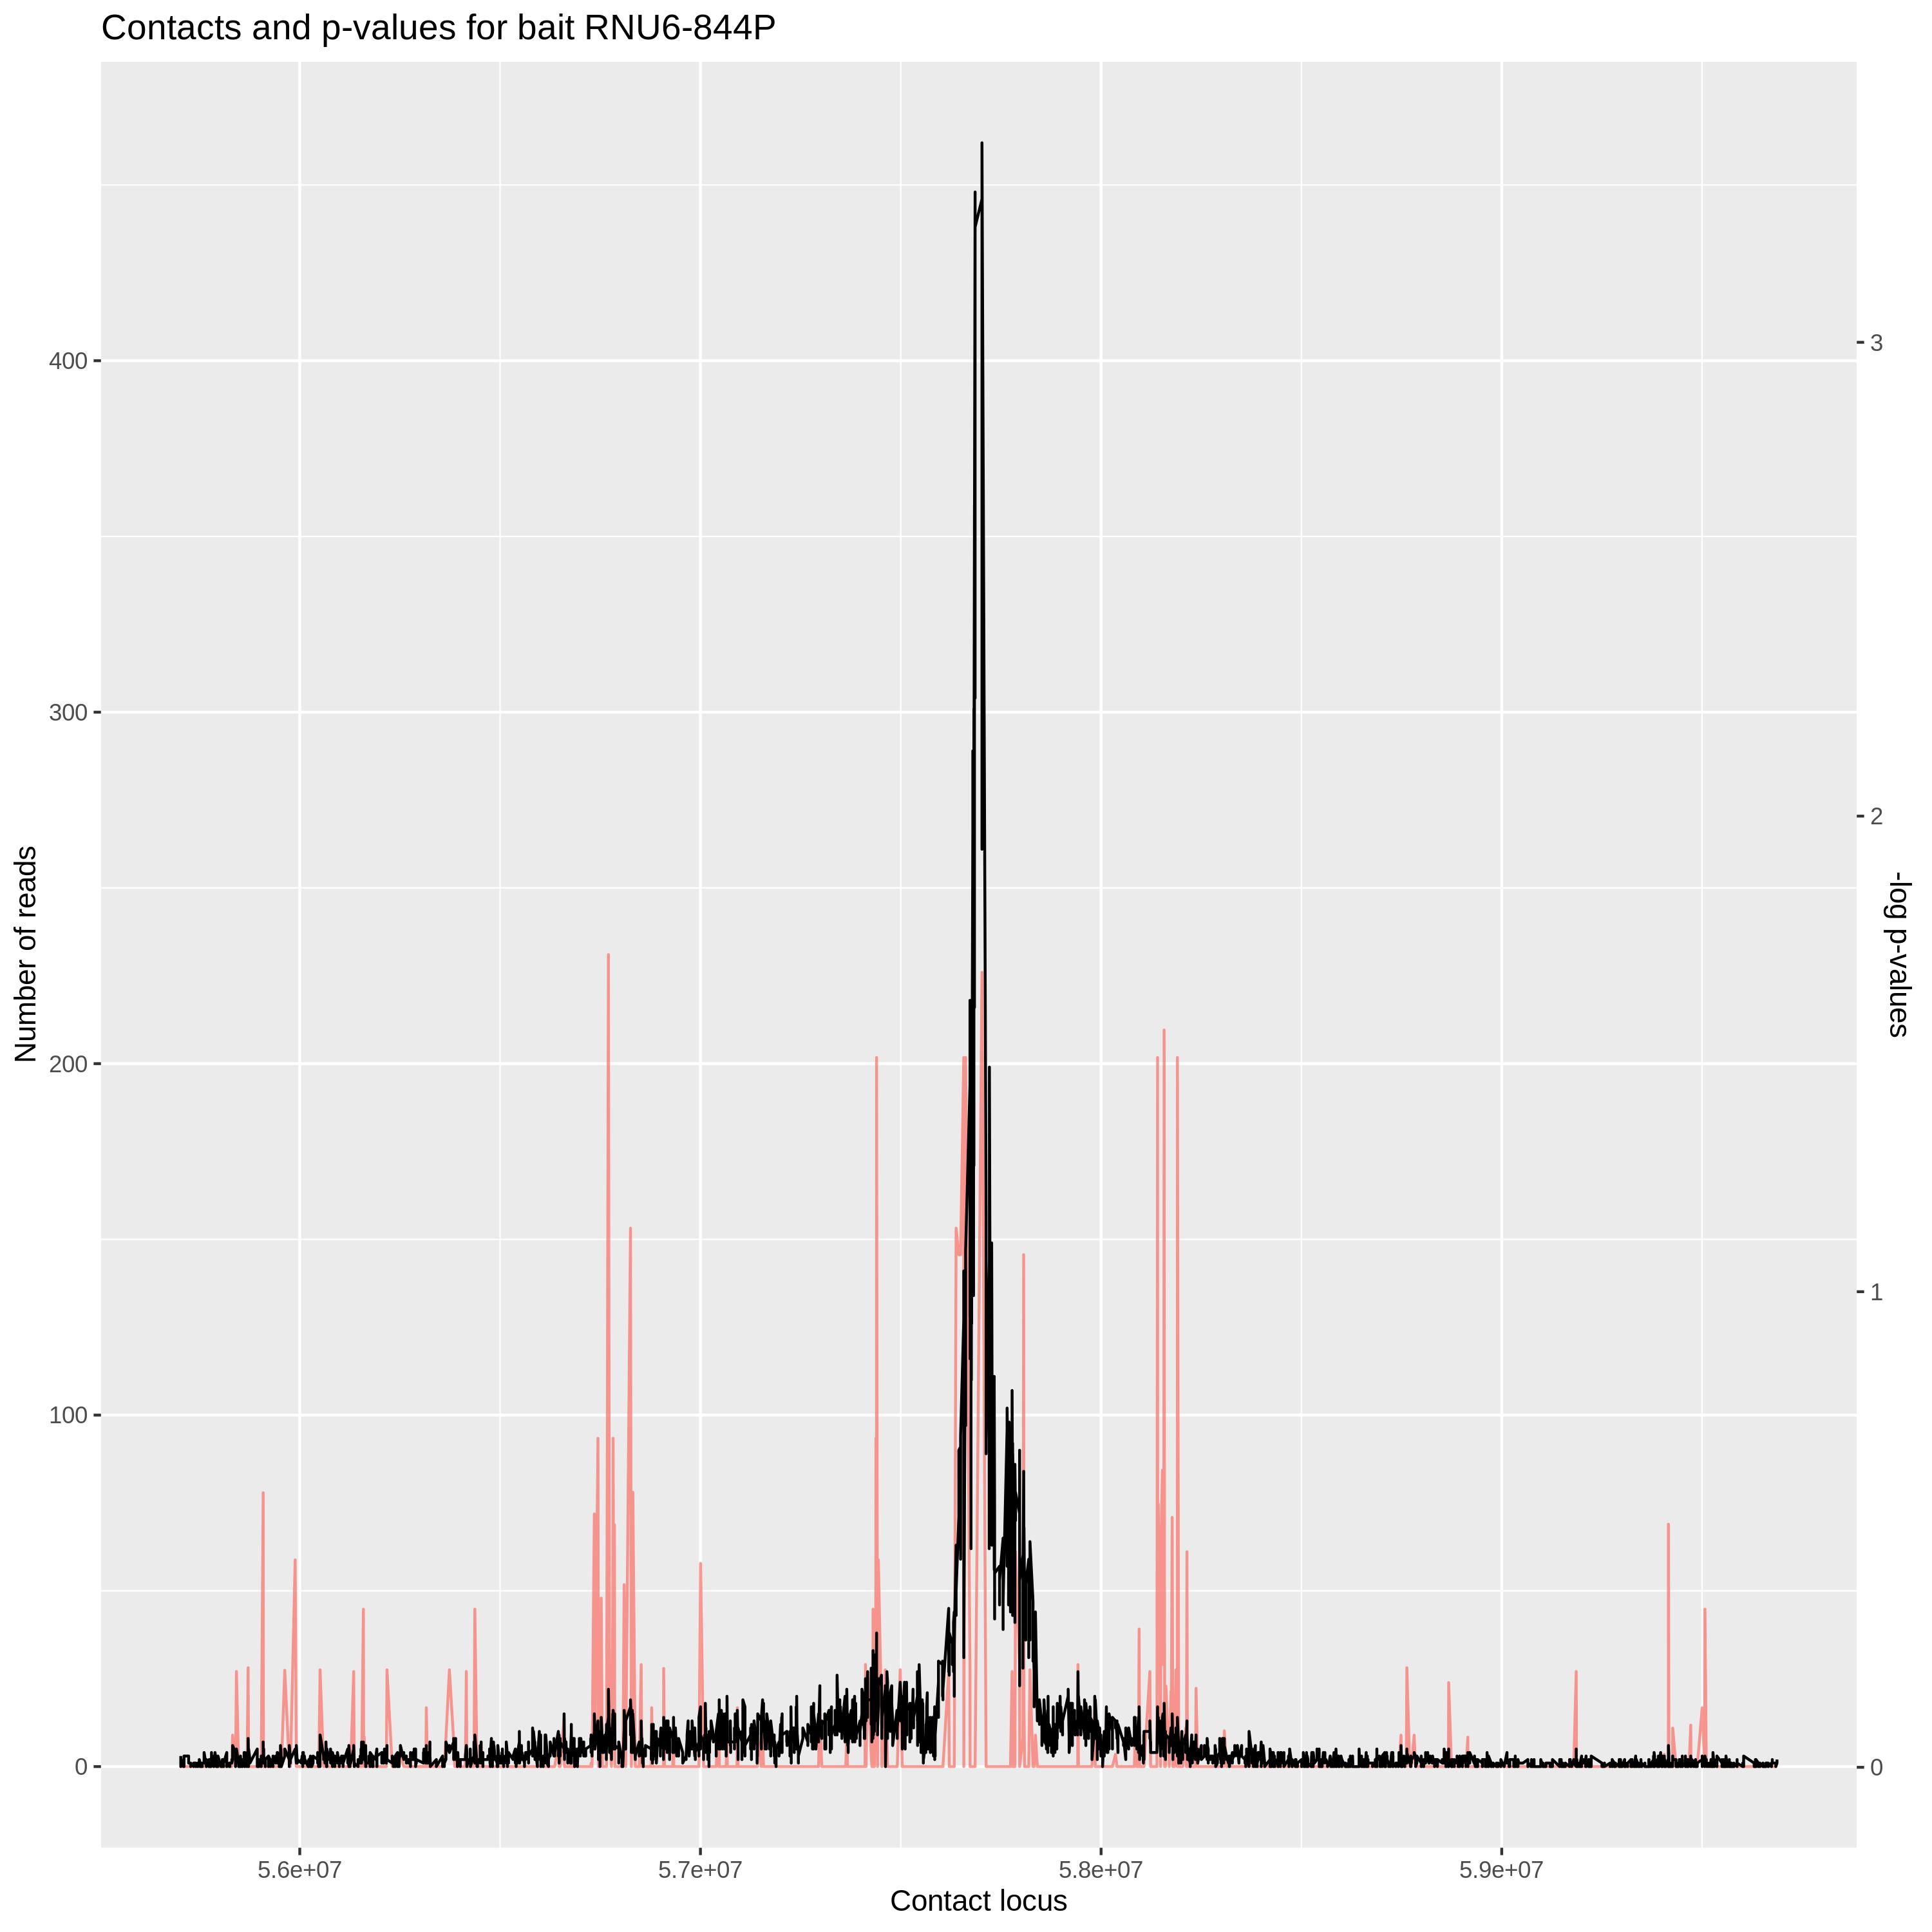 Contacts and p-values for bait RNU6-844P
400
300
200
100
0
Number of reads
3
2
1
0
-log p-values
5.6e+07 5.7e+07 5.8e+07 5.9e+07
Contact locus